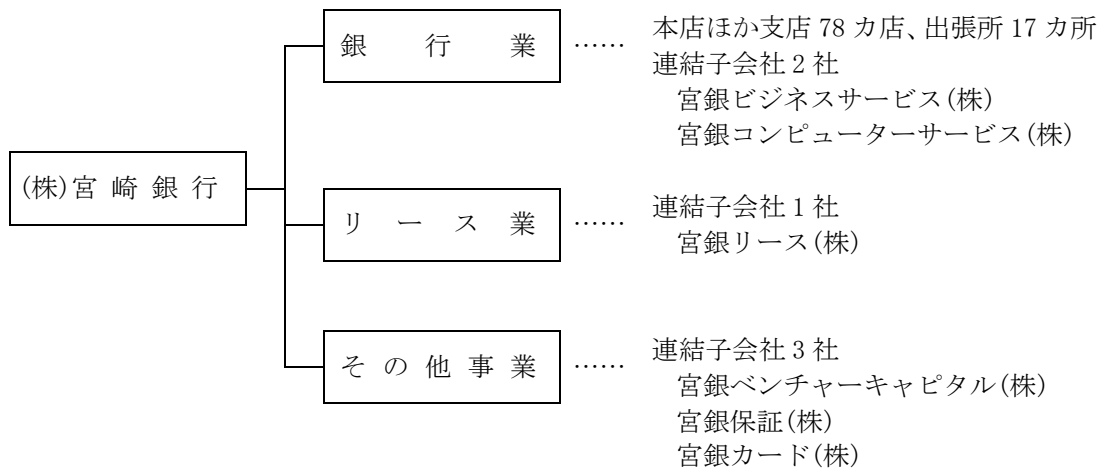 銀行業 …… 本店ほか支店 78 カ店、出張所 17 カ所
連結子会社 2 社
宮銀ビジネスサービス(株)
宮銀コンピューターサービス(株)
(株)宮崎銀行
リース業 …… 連結子会社 1 社
宮銀リース(株)
その他事業 …… 連結子会社 3 社
宮銀ベンチャーキャピタル(株)
宮銀保証(株)
宮銀カード(株)